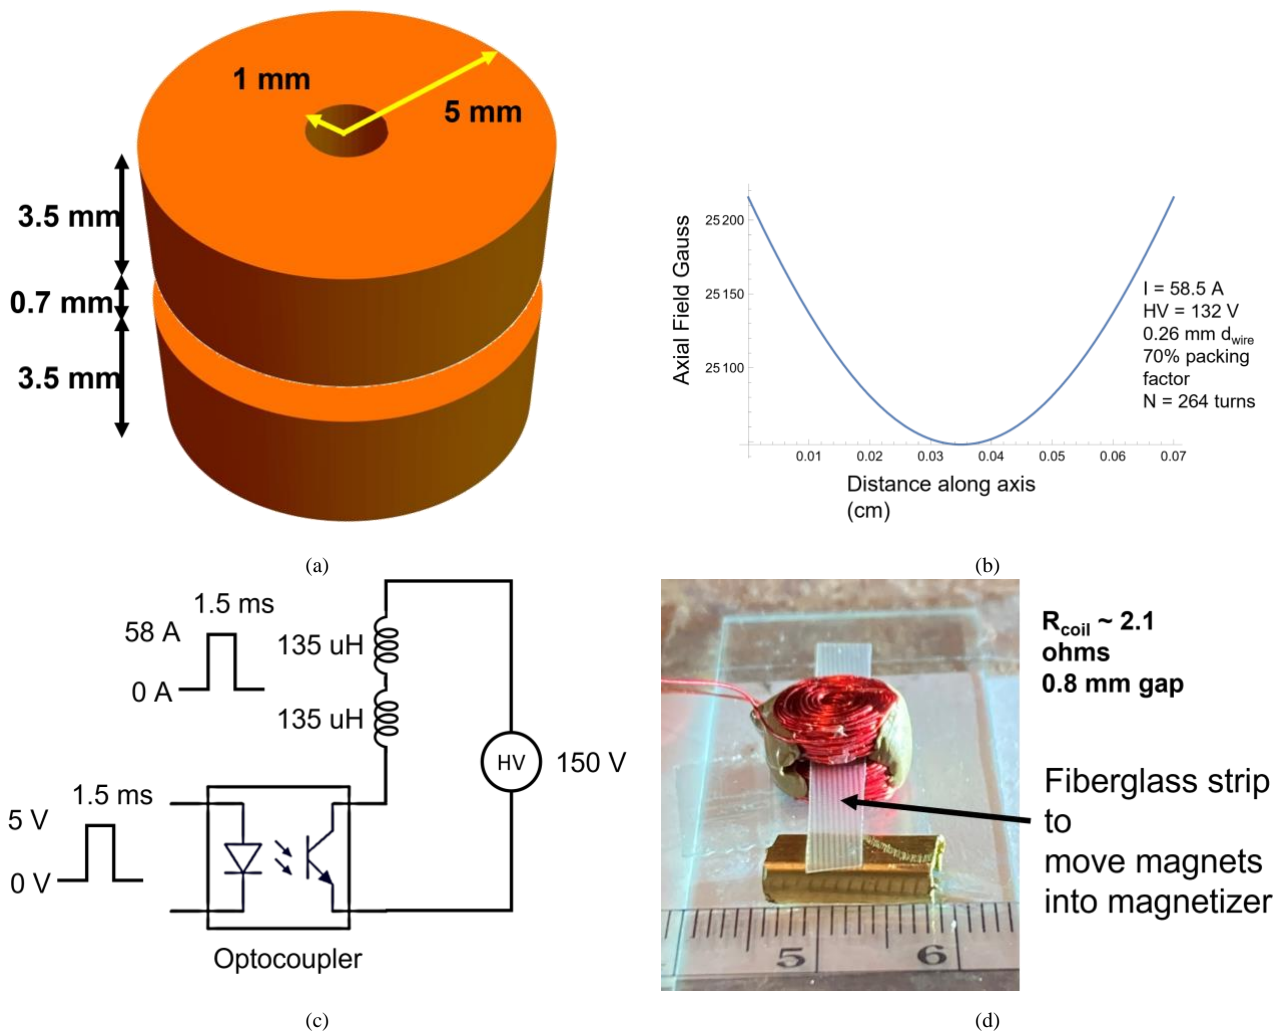 1 mm
5 mm
3.5 mm
0.7 mm
3.5 mm
(a)
Axial Field Gauss
25 200
25 150
25 100
0.01 0.02 0.03 0.04 0.05 0.06 0.07
Distance along axis
(cm)
I = 58.5 A
HV = 132 V
0.26 mm dwire
70% packing
factor
N = 264 turns
(b)
1.5 ms
58 A
0 A
135 uH
135 uH
HV
150 V
1.5 ms
5 V
0 V
Optocoupler
(c)
Rcoil ~ 2.1
ohms
0.8 mm gap
Fiberglass strip
to
move magnets
into magnetizer
5 6
(d)